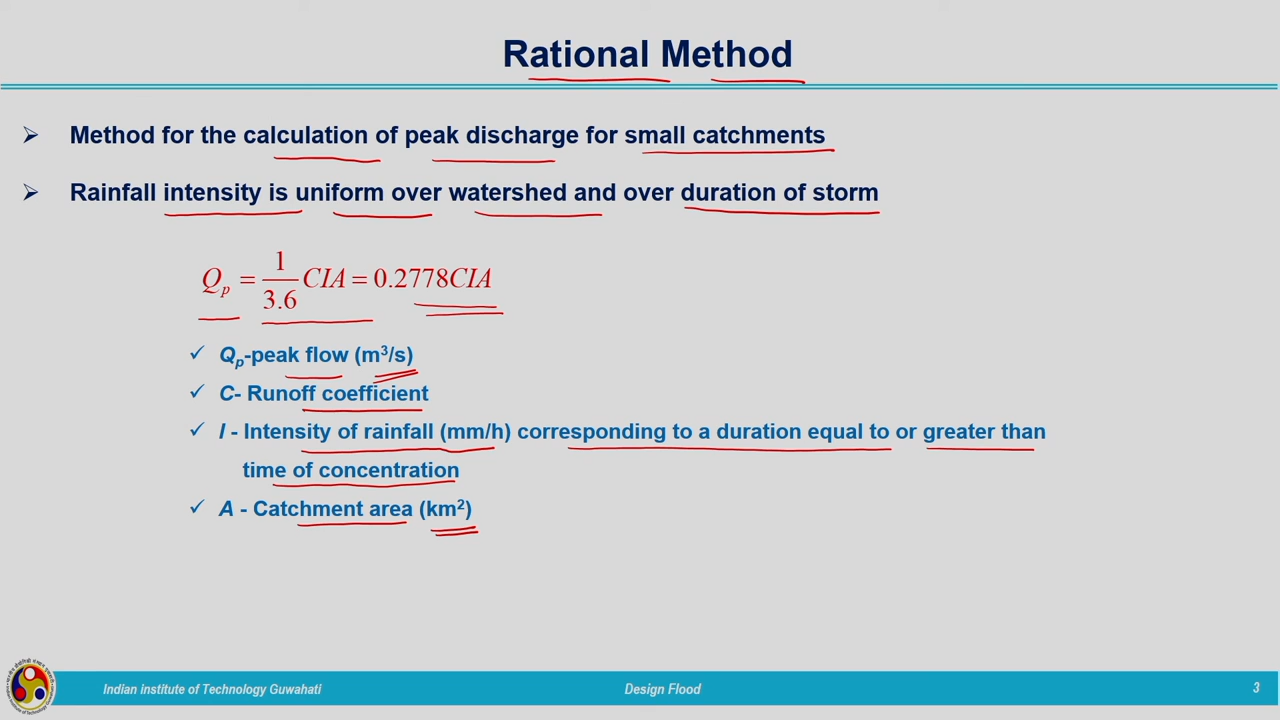 Rational Method
➢ Method for the calculation of peak discharge for small catchments
➢ Rainfall intensity is uniform over watershed and over duration of storm
Qp = 1/3.6 CIA = 0.2778CIA
✓ Qp-peak flow (m³/s)
✓ C- Runoff coefficient
✓ I - Intensity of rainfall (mm/h) corresponding to a duration equal to or greater than
time of concentration
✓ A - Catchment area (km²)
Indian institute of Technology Guwahati
Design Flood
3